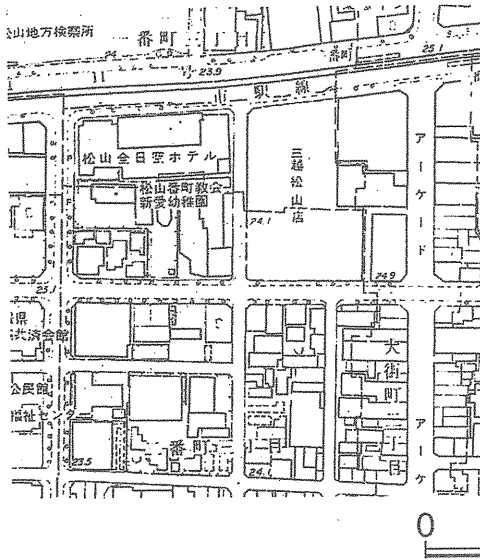 松山地方検察所
一番町
番町
25.1
23.9
山駅線
アーケード
松山全日空ホテル
松山番町教会
新愛幼稚園
三越松山店
24.1
24.9
25.1
県
共済会館
公民館
福祉センター
大街町丁目
アーケ
番町
丁目
23.5
24.1
0